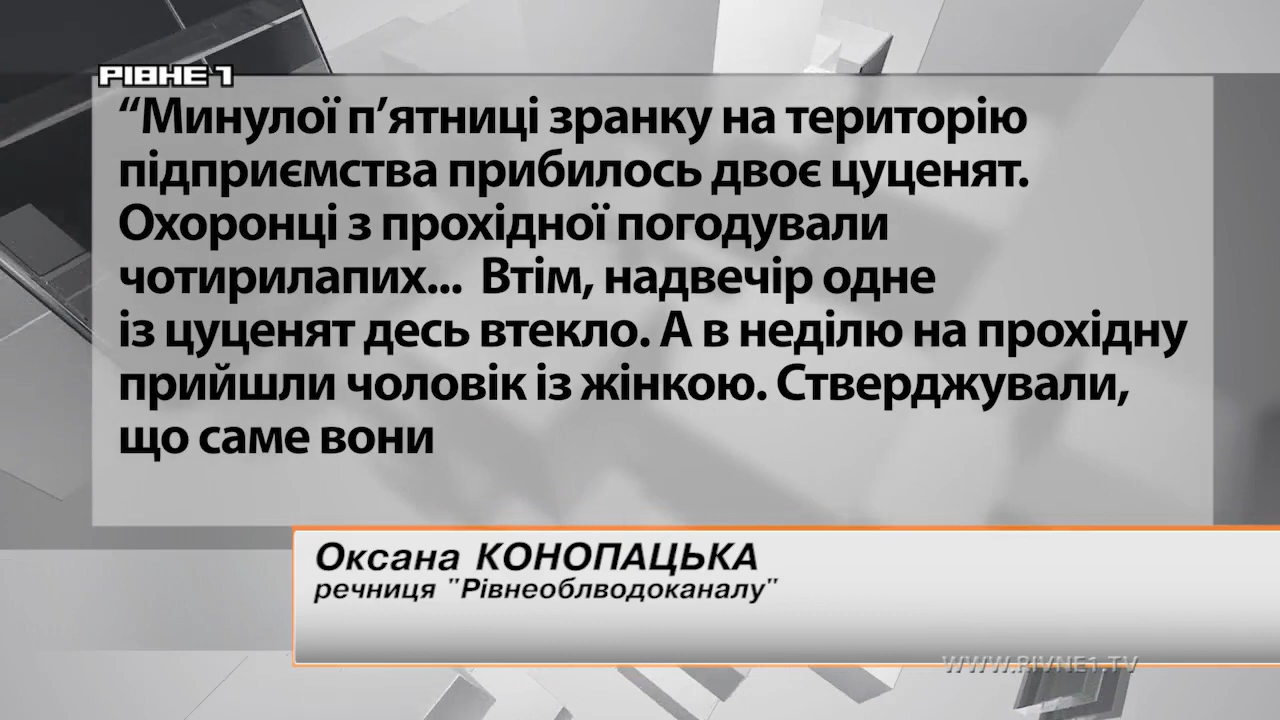 РІВНЕ 1
“Минулої п’ятниці зранку на територію
підприємства прибилось двоє цуценят.
Охоронці з прохідної погодували
чотирилапих... Втім, надвечір одне
із цуценят десь втекло. А в неділю на прохідну
прийшли чоловік із жінкою. Стверджували,
що саме вони
Оксана КОНОПАЦЬКА
речниця "Рівнеоблводоканалу"
WWW.RIVNE1.TV